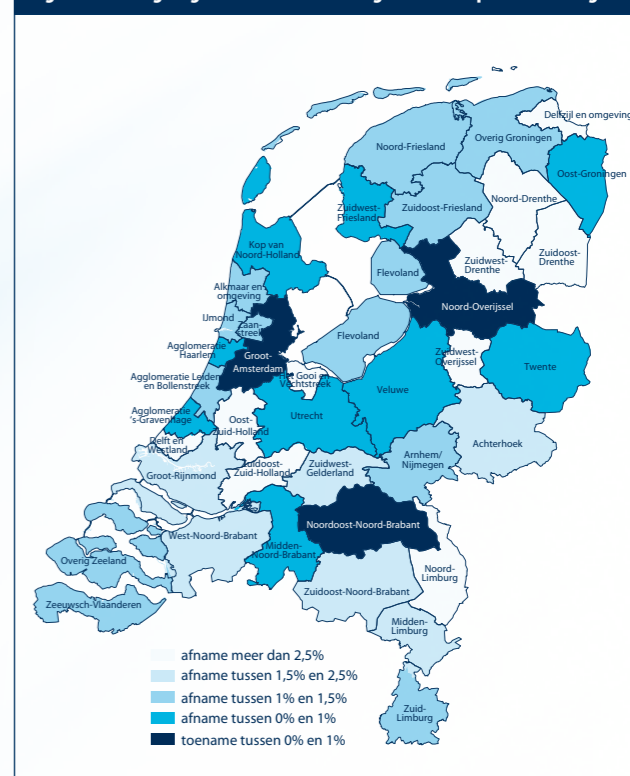 Delfzijl en omgeving
Noord-Friesland
Overig Groningen
Oost-Groningen
Noord-Drenthe
Zuidwest-
Friesland
Zuidoost-Friesland
Kop van
Noord-Holland
Zuidwest-
Drenthe
Zuidoost-
Drenthe
Flevoland
Alkmaar en
omgeving
Noord-Overijssel
IJmond
Zaan-
streek
Flevoland
Agglomeratie
Haarlem
Groot-
Amsterdam
Zuidwest-
Overijssel
Twente
Agglomeratie Leiden
en Bollenstreek
Het Gooi en
Vechtstreek
Veluwe
Agglomeratie
's-Gravenhage
Oost-
Zuid-Holland
Utrecht
Delft en
Westland
Achterhoek
Groot-Rijnmond
Zuidoost-
Zuid-Holland
Zuidwest-
Gelderland
Arnhem/
Nijmegen
West-Noord-Brabant
Noordoost-Noord-Brabant
Midden-
Noord-Brabant
Overig Zeeland
Noord-
Limburg
Zeeuwsch-Vlaanderen
Zuidoost-Noord-Brabant
Midden-
Limburg
Zuid-
Limburg
afname meer dan 2,5%
afname tussen 1,5% en 2,5%
afname tussen 1% en 1,5%
afname tussen 0% en 1%
toename tussen 0% en 1%